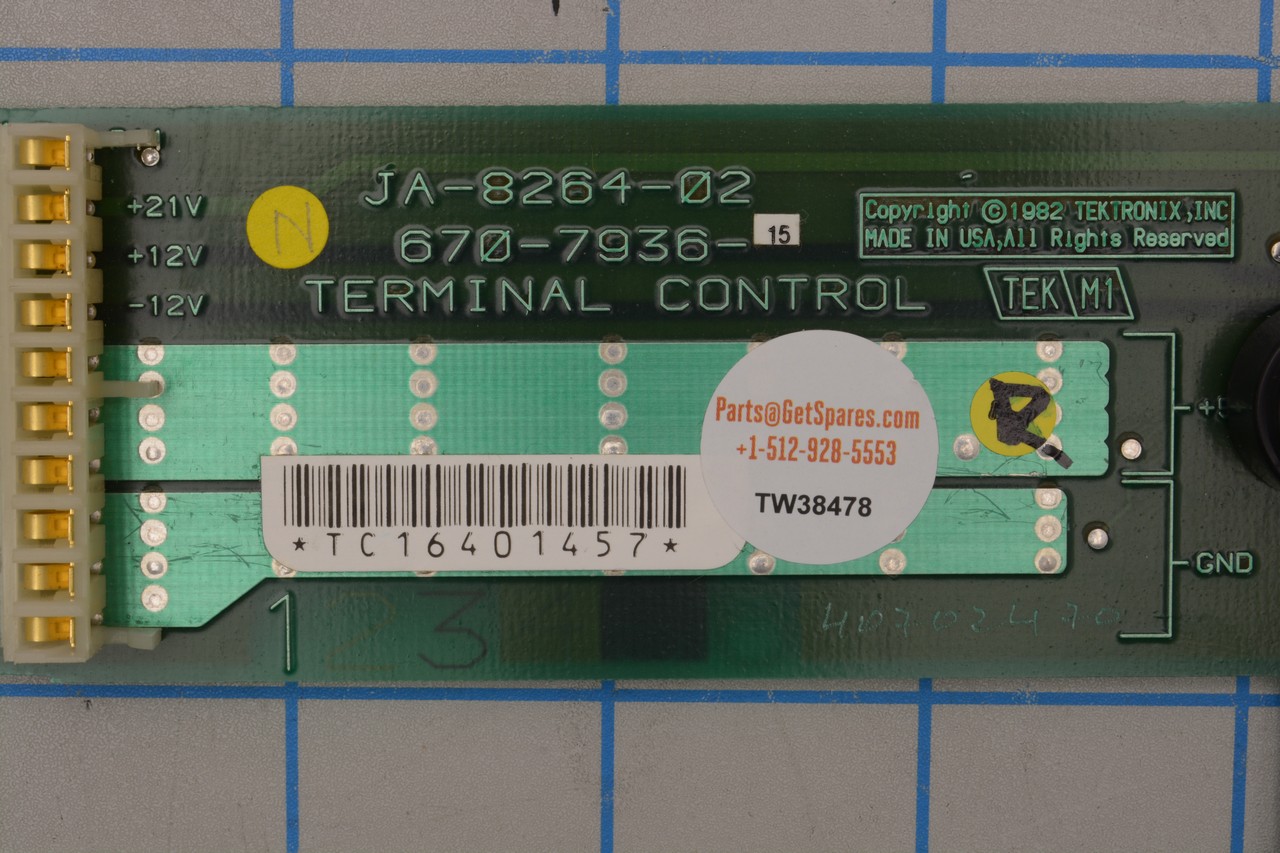 JA-8264-02
670-7936-15
TERMINAL CONTROL
Copyright ©1982 TEKTRONIX,INC
MADE IN USA,All Rights Reserved
TEK M1
+21V
+12V
-12V
N
R
+5
GND
Parts@GetSpares.com
+1-512-928-5553
TW38478
*TC16401457*
1 2 3